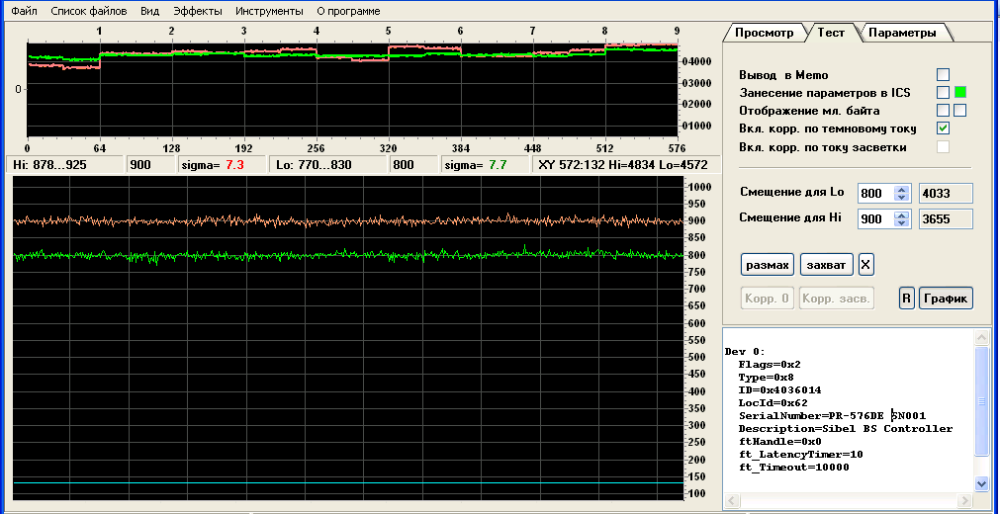 Файл Список файлов Вид Эффекты Инструменты О программе
1 2 3 4 5 6 7 8 9
04000
0
03000
02000
01000
0 64 128 192 256 320 384 448 512 576
Hi: 878...925 900 sigma= 7.3 Lo: 770...830 800 sigma= 7.7 XY 572:132 Hi=4834 Lo=4572
1000
950
900
850
800
750
700
650
600
550
500
450
400
350
300
250
200
150
100
Просмотр Тест Параметры
Вывод в Memo
Занесение параметров в ICS
Отображение мл. байта
Вкл. корр. по темновому току
Вкл. корр. по току засветки
Смещение для Lo 800 4033
Смещение для Hi 900 3655
размах захват X
Корр. 0 Корр. засв. R График
Dev 0:
Flags=0x2
Type=0x8
ID=0x4036014
LocId=0x62
SerialNumber=PR-576DE SN001
Description=Sibel BS Controller
ftHandle=0x0
ft_LatencyTimer=10
ft_Timeout=10000